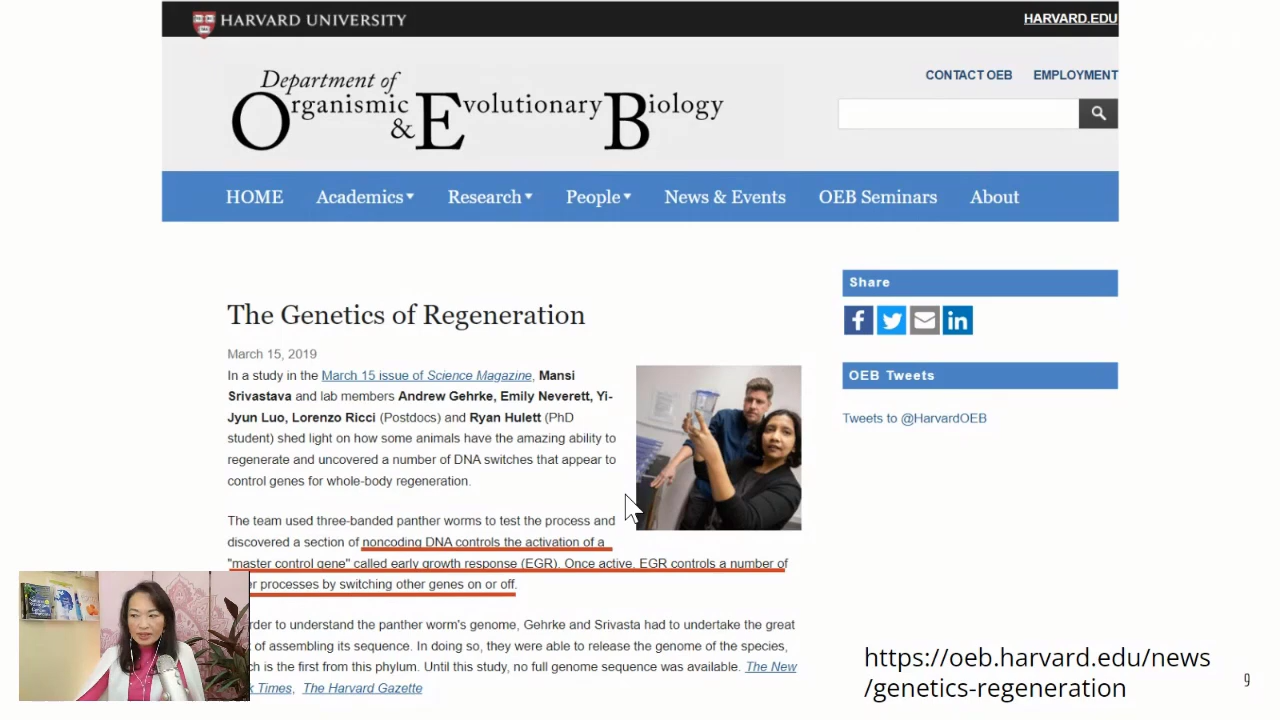 HARVARD UNIVERSITY
HARVARD.EDU
Department of
Organismic
& Evolutionary Biology
CONTACT OEB EMPLOYMENT
HOME Academics Research People News & Events OEB Seminars About
The Genetics of Regeneration
March 15, 2019
In a study in the March 15 issue of Science Magazine, Mansi
Srivastava and lab members Andrew Gehrke, Emily Neverett, Yi-
Jyun Luo, Lorenzo Ricci (Postdocs) and Ryan Hulett (PhD
student) shed light on how some animals have the amazing ability to
regenerate and uncovered a number of DNA switches that appear to
control genes for whole-body regeneration.
The team used three-banded panther worms to test the process and
discovered a section of noncoding DNA controls the activation of a
"master control gene" called early growth response (EGR). Once active, EGR controls a number of
processes by switching other genes on or off.
to understand the panther worm's genome, Gehrke and Srivasta had to undertake the great
of assembling its sequence. In doing so, they were able to release the genome of the species,
is the first from this phylum. Until this study, no full genome sequence was available. The New
Times, The Harvard Gazette
Share
f in
OEB Tweets
Tweets to @HarvardOEB
https://oeb.harvard.edu/news
/genetics-regeneration
9